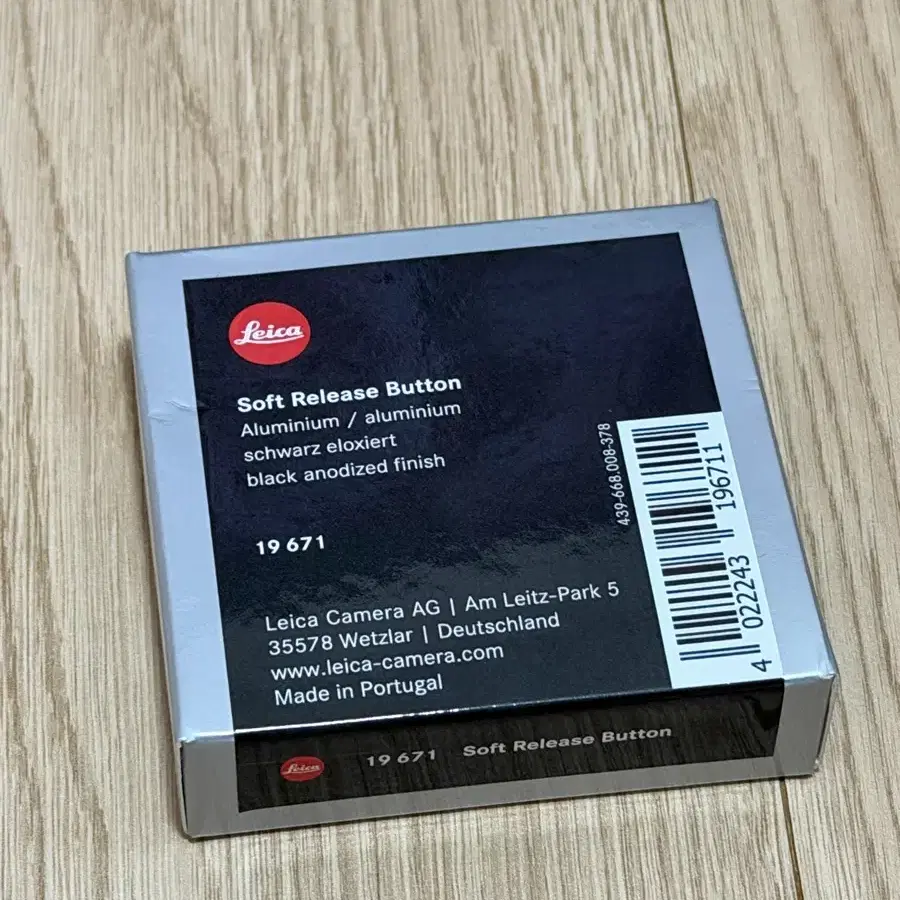 Leica
Soft Release Button
Aluminium / aluminium
schwarz eloxiert
black anodized finish
19 671
439-668.008-378
4 022243 196711
Leica Camera AG | Am Leitz-Park 5
35578 Wetzlar | Deutschland
www.leica-camera.com
Made in Portugal
Leica 19 671 Soft Release Button